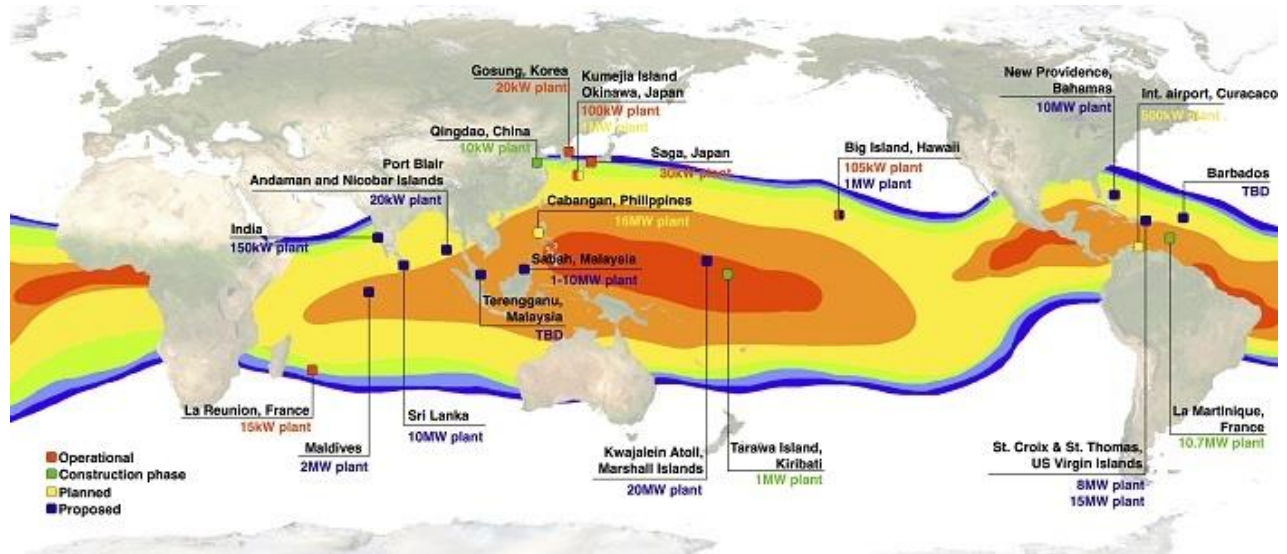 Gosung, Korea
20kW plant
Kumejia Island
Okinawa, Japan
100kW plant
1MW plant
Qingdao, China
10kW plant
Saga, Japan
30kW plant
Port Blair
Andaman and Nicobar Islands
20kW plant
India
150kW plant
Cabangan, Philippines
16MW plant
Sabah, Malaysia
1-10MW plant
Terengganu,
Malaysia
TBD
Big Island, Hawaii
105kW plant
1MW plant
New Providence,
Bahamas
10MW plant
Int. airport, Curacaco
500kW plant
Barbados
TBD
La Reunion, France
15kW plant
Maldives
2MW plant
Sri Lanka
10MW plant
Kwajalein Atoll,
Marshall Islands
20MW plant
Tarawa Island,
Kiribati
1MW plant
St. Croix & St. Thomas,
US Virgin Islands
8MW plant
15MW plant
La Martinique,
France
10.7MW plant
Operational
Construction phase
Planned
Proposed